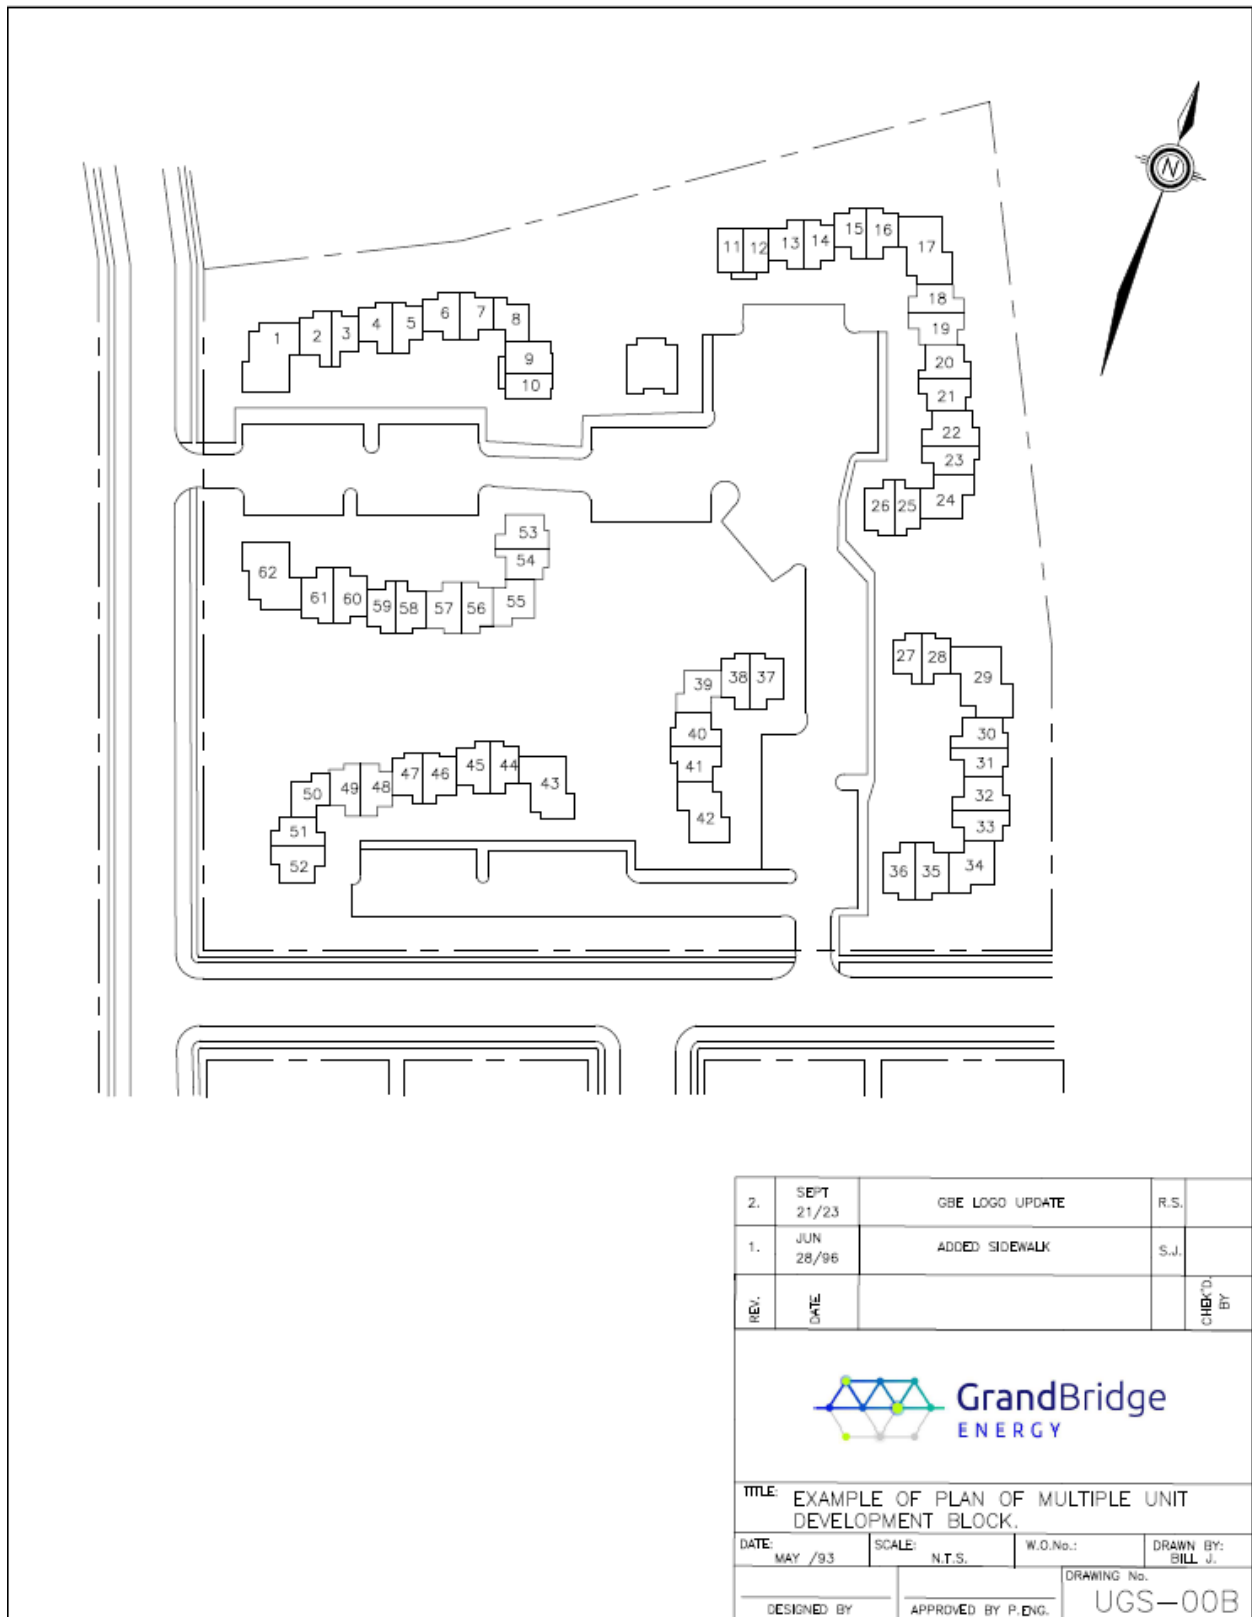 N
11 12 13 14 15 16 17
18
19
20
21
22
23
24
26 25
1 2 3 4 5 6 7 8
9
10
53
54
62 61 60 59 58 57 56 55
27 28 29
30
31
32
33
36 35 34
39 38 37
40
41
42
50 49 48 47 46 45 44 43
51
52
2. SEPT 21/23 GBE LOGO UPDATE R.S.
1. JUN 28/96 ADDED SIDEWALK S.J.
REV. DATE CHEK'D. BY
GrandBridge
ENERGY
TITLE: EXAMPLE OF PLAN OF MULTIPLE UNIT
DEVELOPMENT BLOCK.
DATE: MAY /93 SCALE: N.T.S. W.O.No.: DRAWN BY: BILL J.
DESIGNED BY APPROVED BY P.ENG. DRAWING No. UGS-00B